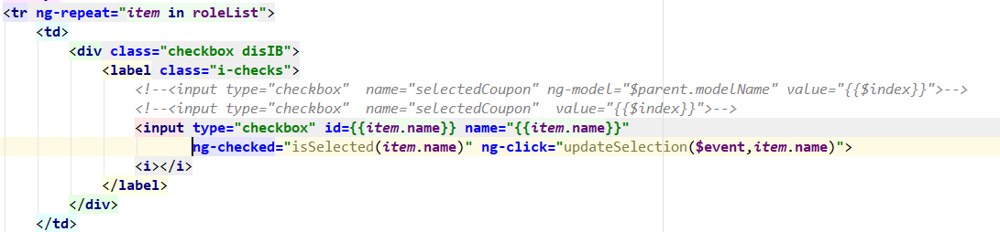 <tr ng-repeat="item in roleList">
<td>
<div class="checkbox disIB">
<label class="i-checks">
<!--<input type="checkbox"  name="selectedCoupon" ng-model="$parent.modelName" value="{{$index}}">-->
<!--<input type="checkbox"  name="selectedCoupon"  value="{{$index}}">-->
<input type="checkbox" id={{item.name}} name="{{item.name}}"
ng-checked="isSelected(item.name)" ng-click="updateSelection($event,item.name)">
<i></i>
</label>
</div>
</td>